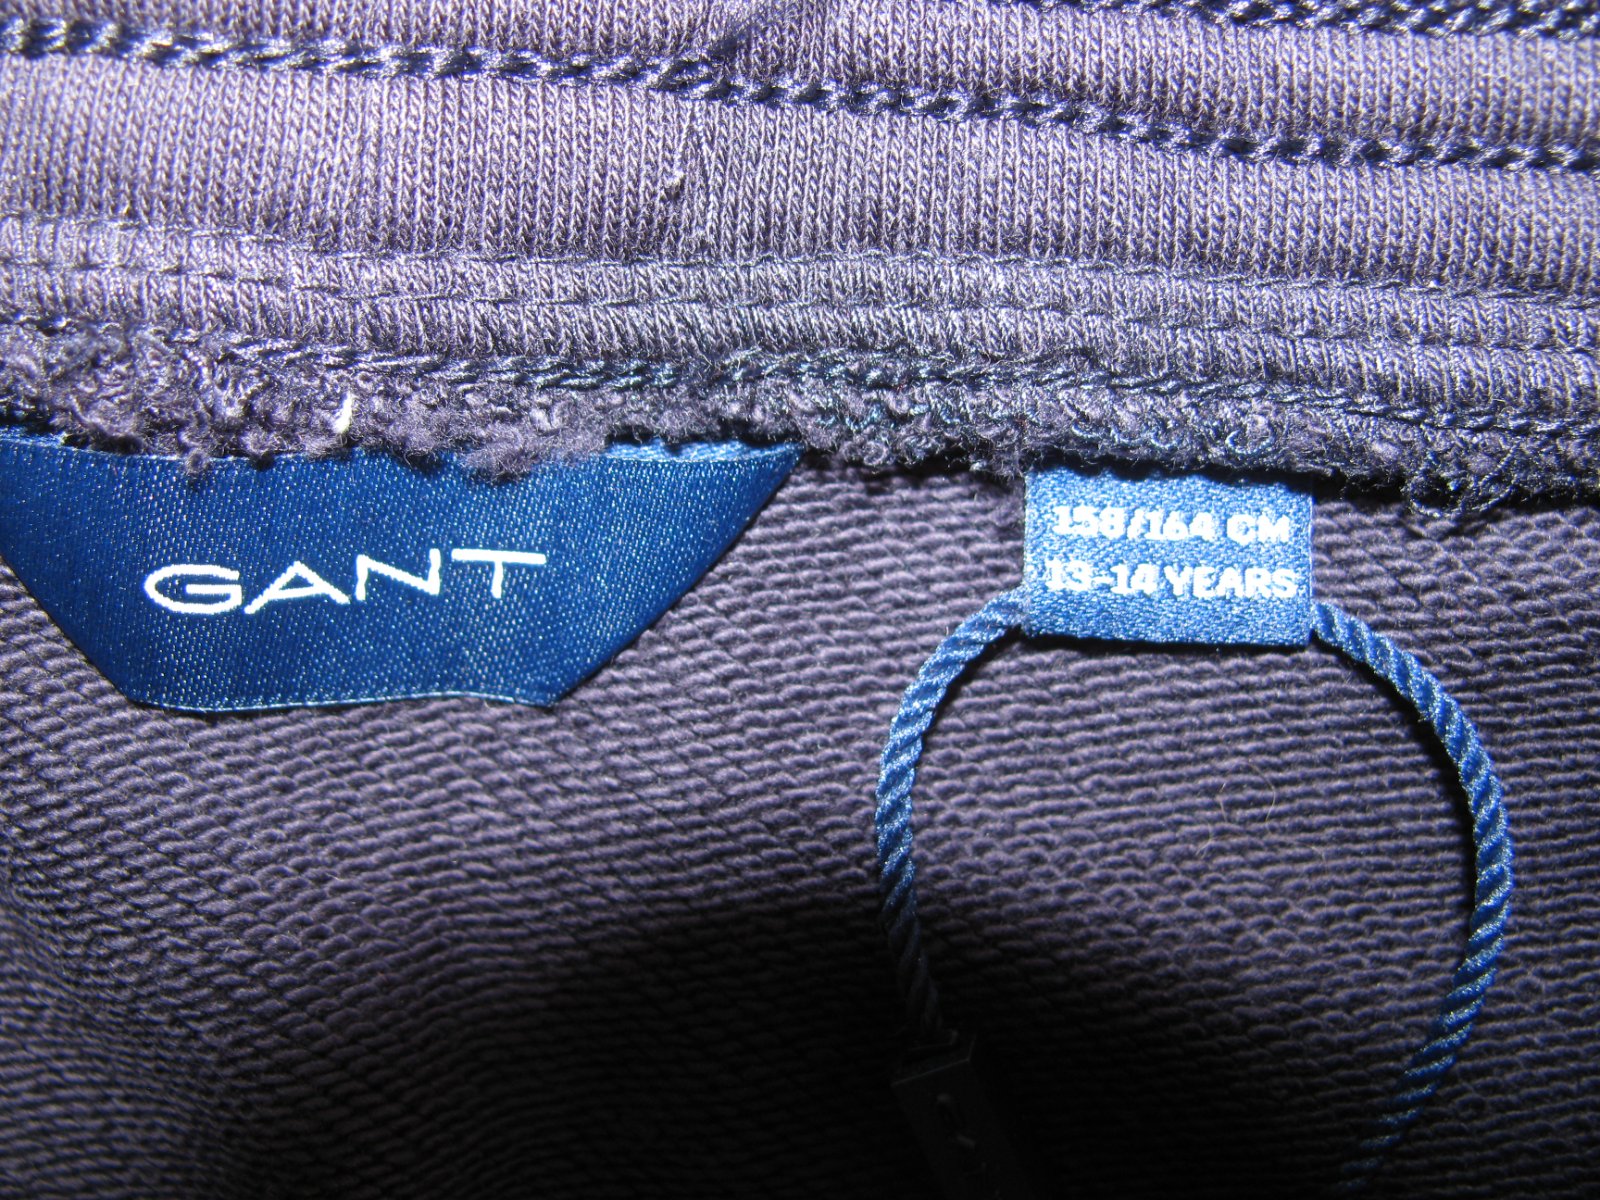 GANT
158/164 CM
13-14 YEARS